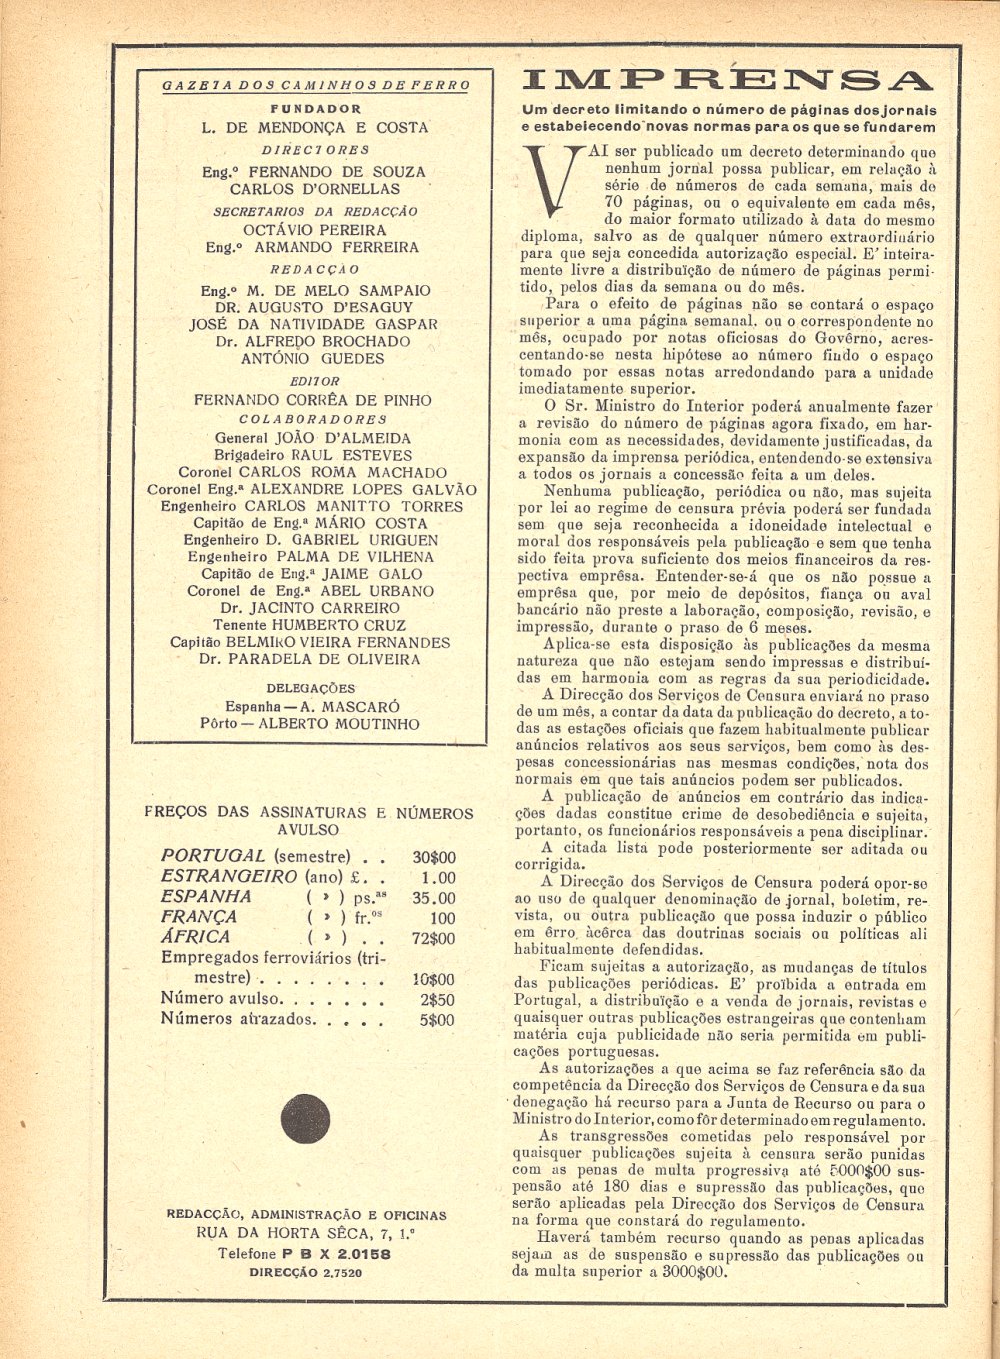 GAZETA DOS CAMINHOS DE FERRO
FUNDADOR
L. DE MENDONÇA E COSTA
DIRECTORES
Eng.º FERNANDO DE SOUZA
CARLOS D'ORNELLAS
SECRETARIOS DA REDACÇÃO
OCTÁVIO PEREIRA
Eng.º ARMANDO FERREIRA
REDACÇÃO
Eng.º M. DE MELO SAMPAIO
DR. AUGUSTO D'ESAGUY
JOSÉ DA NATIVIDADE GASPAR
Dr. ALFREDO BROCHADO
ANTÓNIO GUEDES
EDITOR
FERNANDO CORRÊA DE PINHO
COLABORADORES
General JOÃO D'ALMEIDA
Brigadeiro RAUL ESTEVES
Coronel CARLOS ROMA MACHADO
Coronel Eng.ª ALEXANDRE LOPES GALVÃO
Engenheiro CARLOS MANITTO TORRES
Capitão de Eng.ª MÁRIO COSTA
Engenheiro D. GABRIEL URIGUEN
Engenheiro PALMA DE VILHENA
Capitão de Eng.ª JAIME GALO
Coronel de Eng.ª ABEL URBANO
Dr. JACINTO CARREIRO
Tenente HUMBERTO CRUZ
Capitão BELMIRO VIEIRA FERNANDES
Dr. PARADELA DE OLIVEIRA
DELEGAÇÕES
Espanha — A. MASCARÓ
Pôrto — ALBERTO MOUTINHO
PREÇOS DAS ASSINATURAS E NÚMEROS
AVULSO
PORTUGAL (semestre) . . 30$00
ESTRANGEIRO (ano) £. . 1.00
ESPANHA ( » ) ps.as 35.00
FRANÇA ( » ) fr.os 100
ÁFRICA ( » ) . . 72$00
Empregados ferroviários (tri-
mestre) . . . . . . . . 10$00
Número avulso. . . . . . . 2$50
Números atrazados. . . . . 5$00
REDACÇÃO, ADMINISTRAÇÃO E OFICINAS
RUA DA HORTA SÊCA, 7, 1.º
Telefone P B X 2.0158
DIRECÇÃO 2.7520
IMPRENSA
Um decreto limitando o número de páginas dos jornais
e estabelecendo novas normas para os que se fundarem
VAI ser publicado um decreto determinando que
nenhum jornal possa publicar, em relação à
série de números de cada semana, mais de
70 páginas, ou o equivalente em cada mês,
do maior formato utilizado à data do mesmo
diploma, salvo as de qualquer número extraordinário
para que seja concedida autorização especial. E' inteira-
mente livre a distribuïção de número de páginas permi-
tido, pelos dias da semana ou do mês.
Para o efeito de páginas não se contará o espaço
superior a uma página semanal, ou o correspondente no
mês, ocupado por notas oficiosas do Govêrno, acres-
centando-se nesta hipótese ao número findo o espaço
tomado por essas notas arredondando para a unidade
imediatamente superior.
O Sr. Ministro do Interior poderá anualmente fazer
a revisão do número de páginas agora fixado, em har-
monia com as necessidades, devidamente justificadas, da
expansão da imprensa periódica, entendendo-se extensiva
a todos os jornais a concessão feita a um deles.
Nenhuma publicação, periódica ou não, mas sujeita
por lei ao regime de censura prévia poderá ser fundada
sem que seja reconhecida a idoneidade intelectual e
moral dos responsáveis pela publicação e sem que tenha
sido feita prova suficiente dos meios financeiros da res-
pectiva emprêsa. Entender-se-á que os não possue a
emprêsa que, por meio de depósitos, fiança ou aval
bancário não preste a laboração, composição, revisão, e
impressão, durante o praso de 6 meses.
Aplica-se esta disposição às publicações da mesma
natureza que não estejam sendo impressas e distribuí-
das em harmonia com as regras da sua periodicidade.
A Direcção dos Serviços de Censura enviará no praso
de um mês, a contar da data da publicação do decreto, a to-
das as estações oficiais que fazem habitualmente publicar
anúncios relativos aos seus serviços, bem como às des-
pesas concessionárias nas mesmas condições, nota dos
normais em que tais anúncios podem ser publicados.
A publicação de anúncios em contrário das indica-
ções dadas constitue crime de desobediência e sujeita,
portanto, os funcionários responsáveis a pena disciplinar.
A citada lista pode posteriormente ser aditada ou
corrigida.
A Direcção dos Serviços de Censura poderá opor-se
ao uso de qualquer denominação de jornal, boletim, re-
vista, ou outra publicação que possa induzir o público
em êrro àcêrca das doutrinas sociais ou políticas ali
habitualmente defendidas.
Ficam sujeitas a autorização, as mudanças de títulos
das publicações periódicas. E' proïbida a entrada em
Portugal, a distribuïção e a venda de jornais, revistas e
quaisquer outras publicações estrangeiras que contenham
matéria cuja publicidade não seria permitida em publi-
cações portuguesas.
As autorizações a que acima se faz referência são da
competência da Direcção dos Serviços de Censura e da sua
denegação há recurso para a Junta de Recurso ou para o
Ministro do Interior, como fôr determinado em regulamento.
As transgressões cometidas pelo responsável por
quaisquer publicações sujeita à censura serão punidas
com as penas de multa progressiva até 5000$00 sus-
pensão até 180 dias e supressão das publicações, que
serão aplicadas pela Direcção dos Serviços de Censura
na forma que constará do regulamento.
Haverá também recurso quando as penas aplicadas
sejam as de suspensão e supressão das publicações ou
da multa superior a 3000$00.